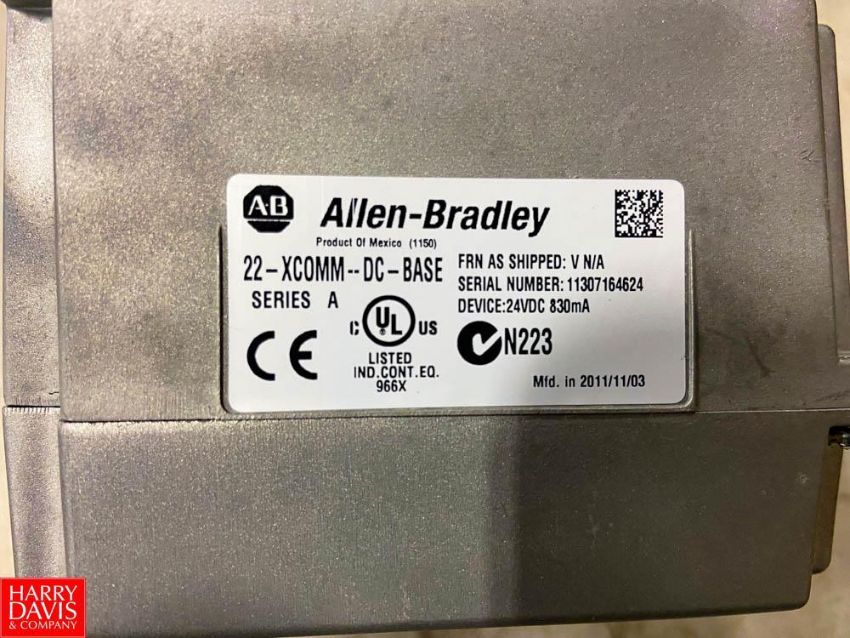 AB Allen-Bradley
Product Of Mexico (1150)
22-XCOMM--DC-BASE
SERIES A
FRN AS SHIPPED: V N/A
SERIAL NUMBER: 11307164624
DEVICE:24VDC 830mA
CE
C UL US
LISTED
IND.CONT.EQ.
966X
N223
Mfd. in 2011/11/03
HARRY
DAVIS
& COMPANY